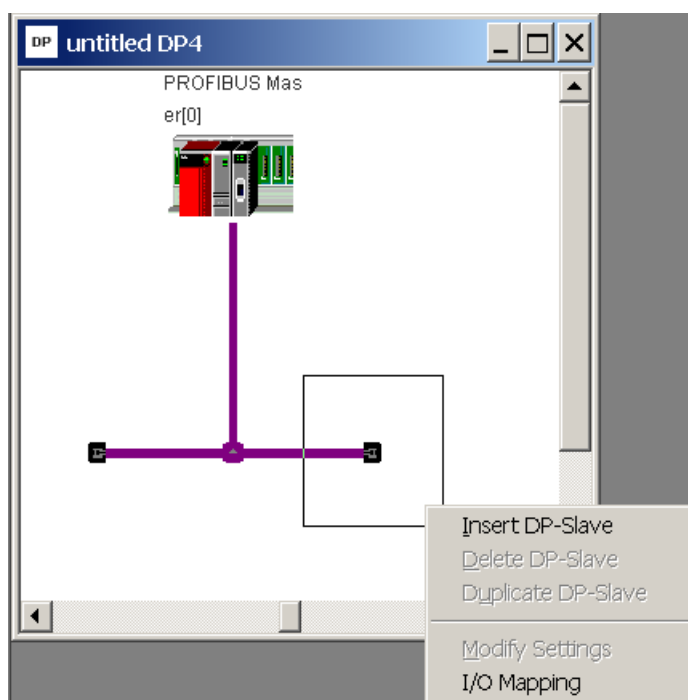 DP untitled DP4
PROFIBUS Mas
er[0]
Insert DP-Slave
Delete DP-Slave
Duplicate DP-Slave
Modify Settings
I/O Mapping